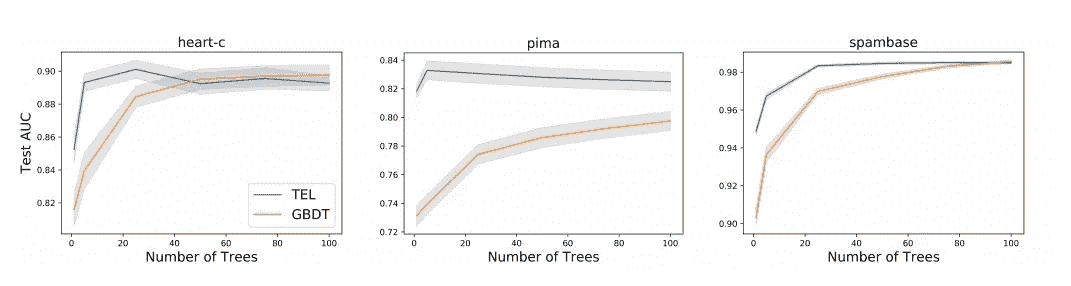 heart-c
0.90
0.88
0.86
0.84
0.82
Test AUC
TEL
GBDT
0 20 40 60 80 100
Number of Trees
pima
0.84
0.82
0.80
0.78
0.76
0.74
0.72
0 20 40 60 80 100
Number of Trees
spambase
0.98
0.96
0.94
0.92
0.90
0 20 40 60 80 100
Number of Trees